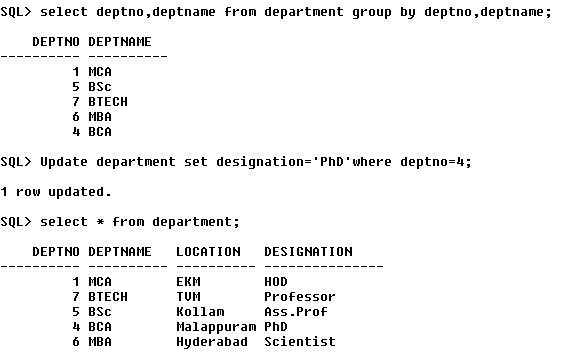 SQL> select deptno,deptname from department group by deptno,deptname;
DEPTNO DEPTNAME
---------- ----------
1 MCA
5 BSc
7 BTECH
6 MBA
4 BCA
SQL> Update department set designation='PhD'where deptno=4;
1 row updated.
SQL> select * from department;
DEPTNO DEPTNAME LOCATION DESIGNATION
---------- ---------- ---------- ---------------
1 MCA EKM HOD
7 BTECH TVM Professor
5 BSc Kollam Ass.Prof
4 BCA Malappuram PhD
6 MBA Hyderabad Scientist